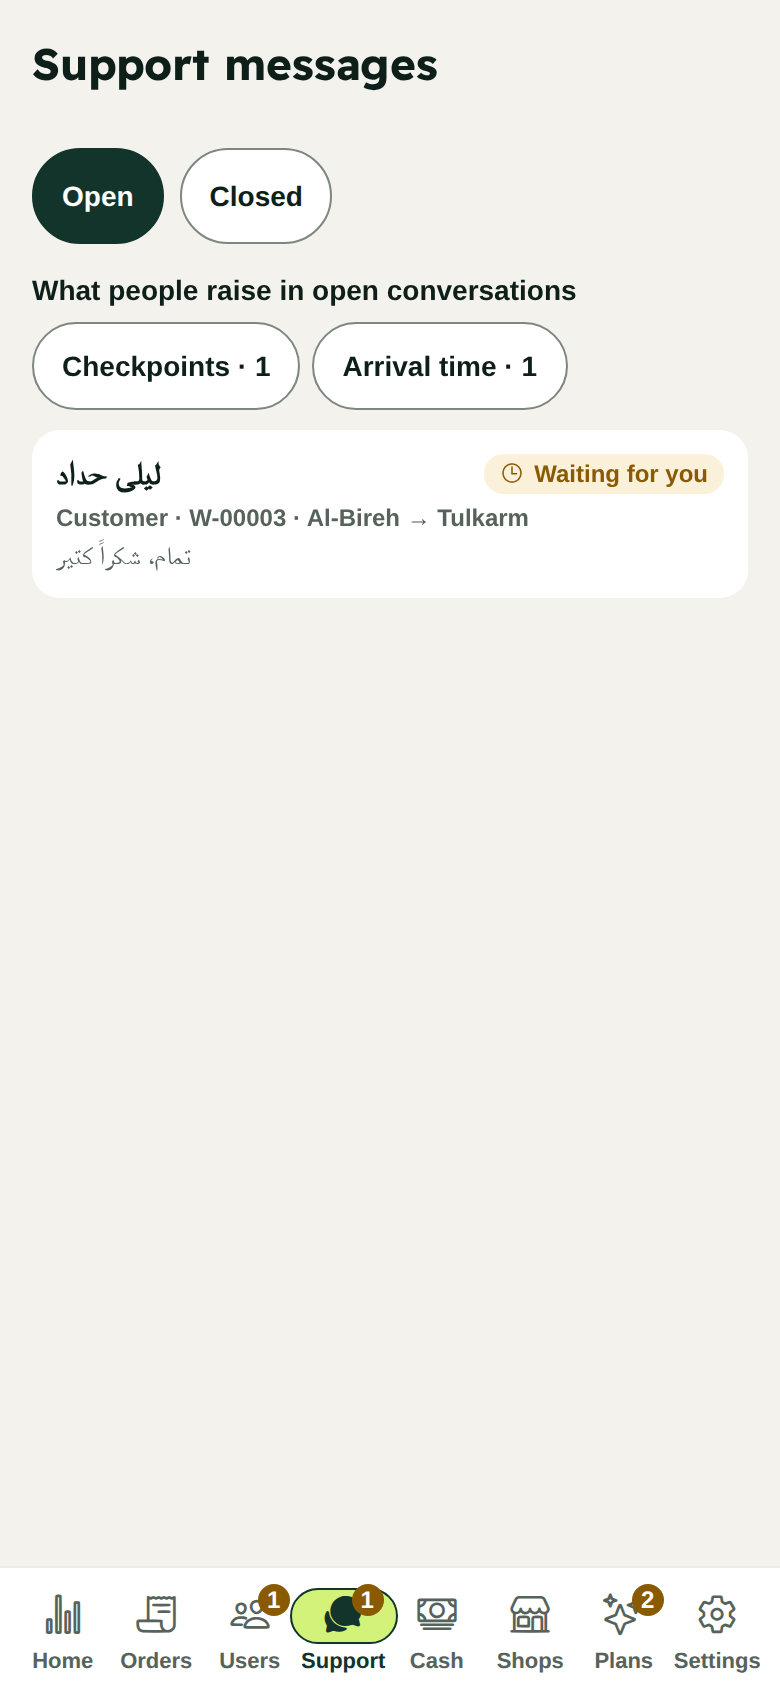 Support messages
Open
Closed
What people raise in open conversations
Checkpoints · 1
Arrival time · 1
ليلى حداد
Waiting for you
Customer · W-00003 · Al-Bireh → Tulkarm
تمام، شكراً كتير
1
1
2
Home
Orders
Users
Support
Cash
Shops
Plans
Settings